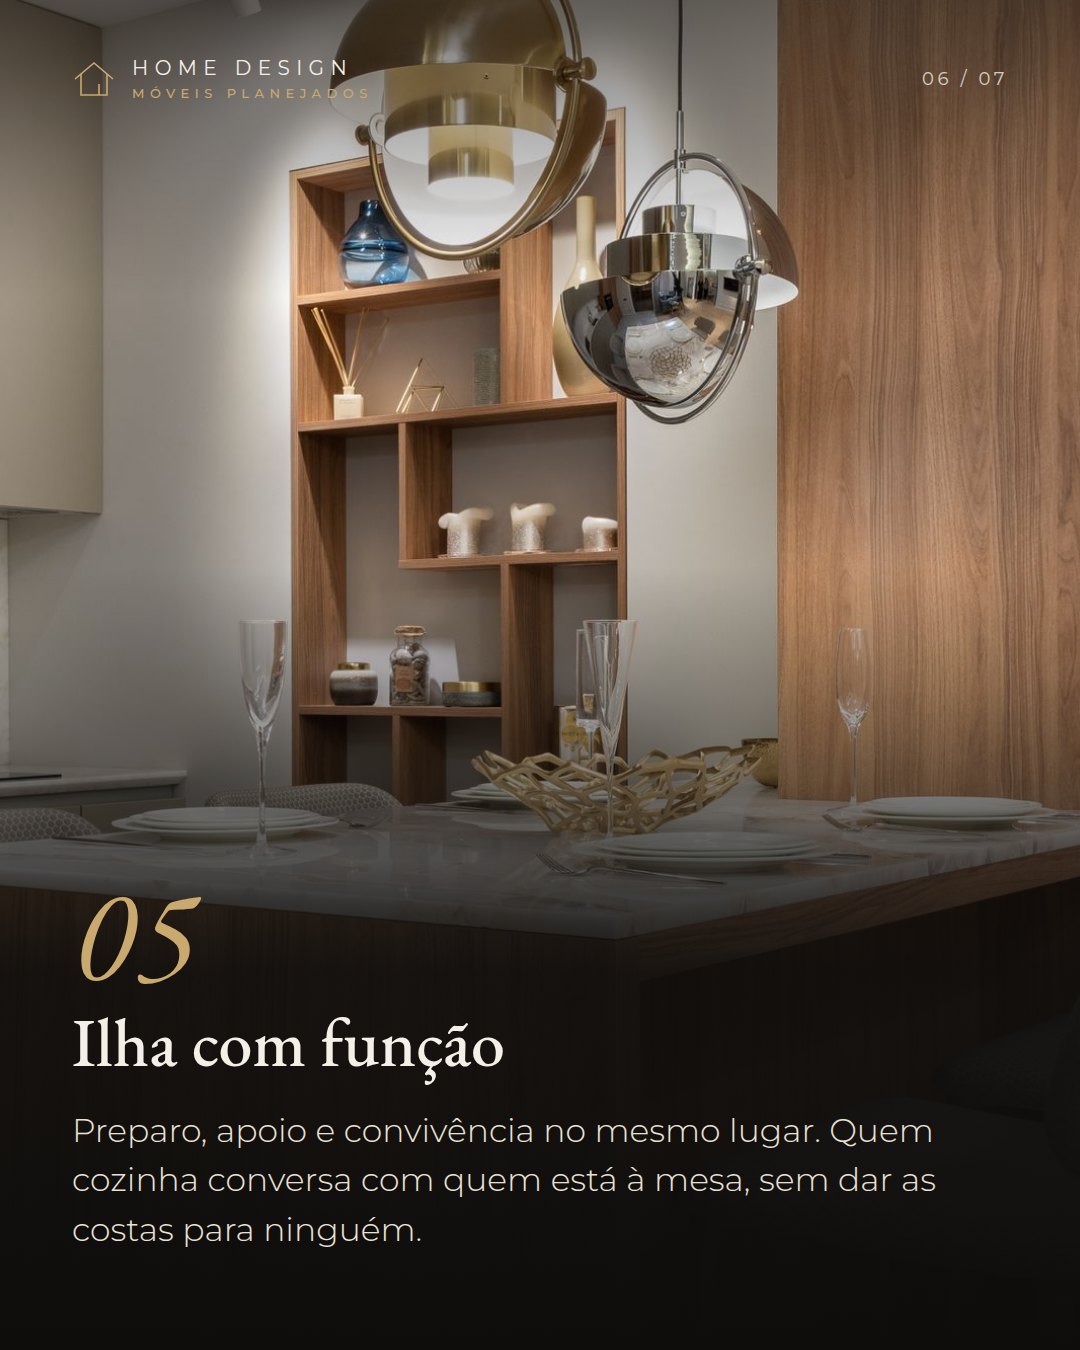 HOME DESIGN
MÓVEIS PLANEJADOS
06 / 07
05
Ilha com função
Preparo, apoio e convivência no mesmo lugar. Quem
cozinha conversa com quem está à mesa, sem dar as
costas para ninguém.